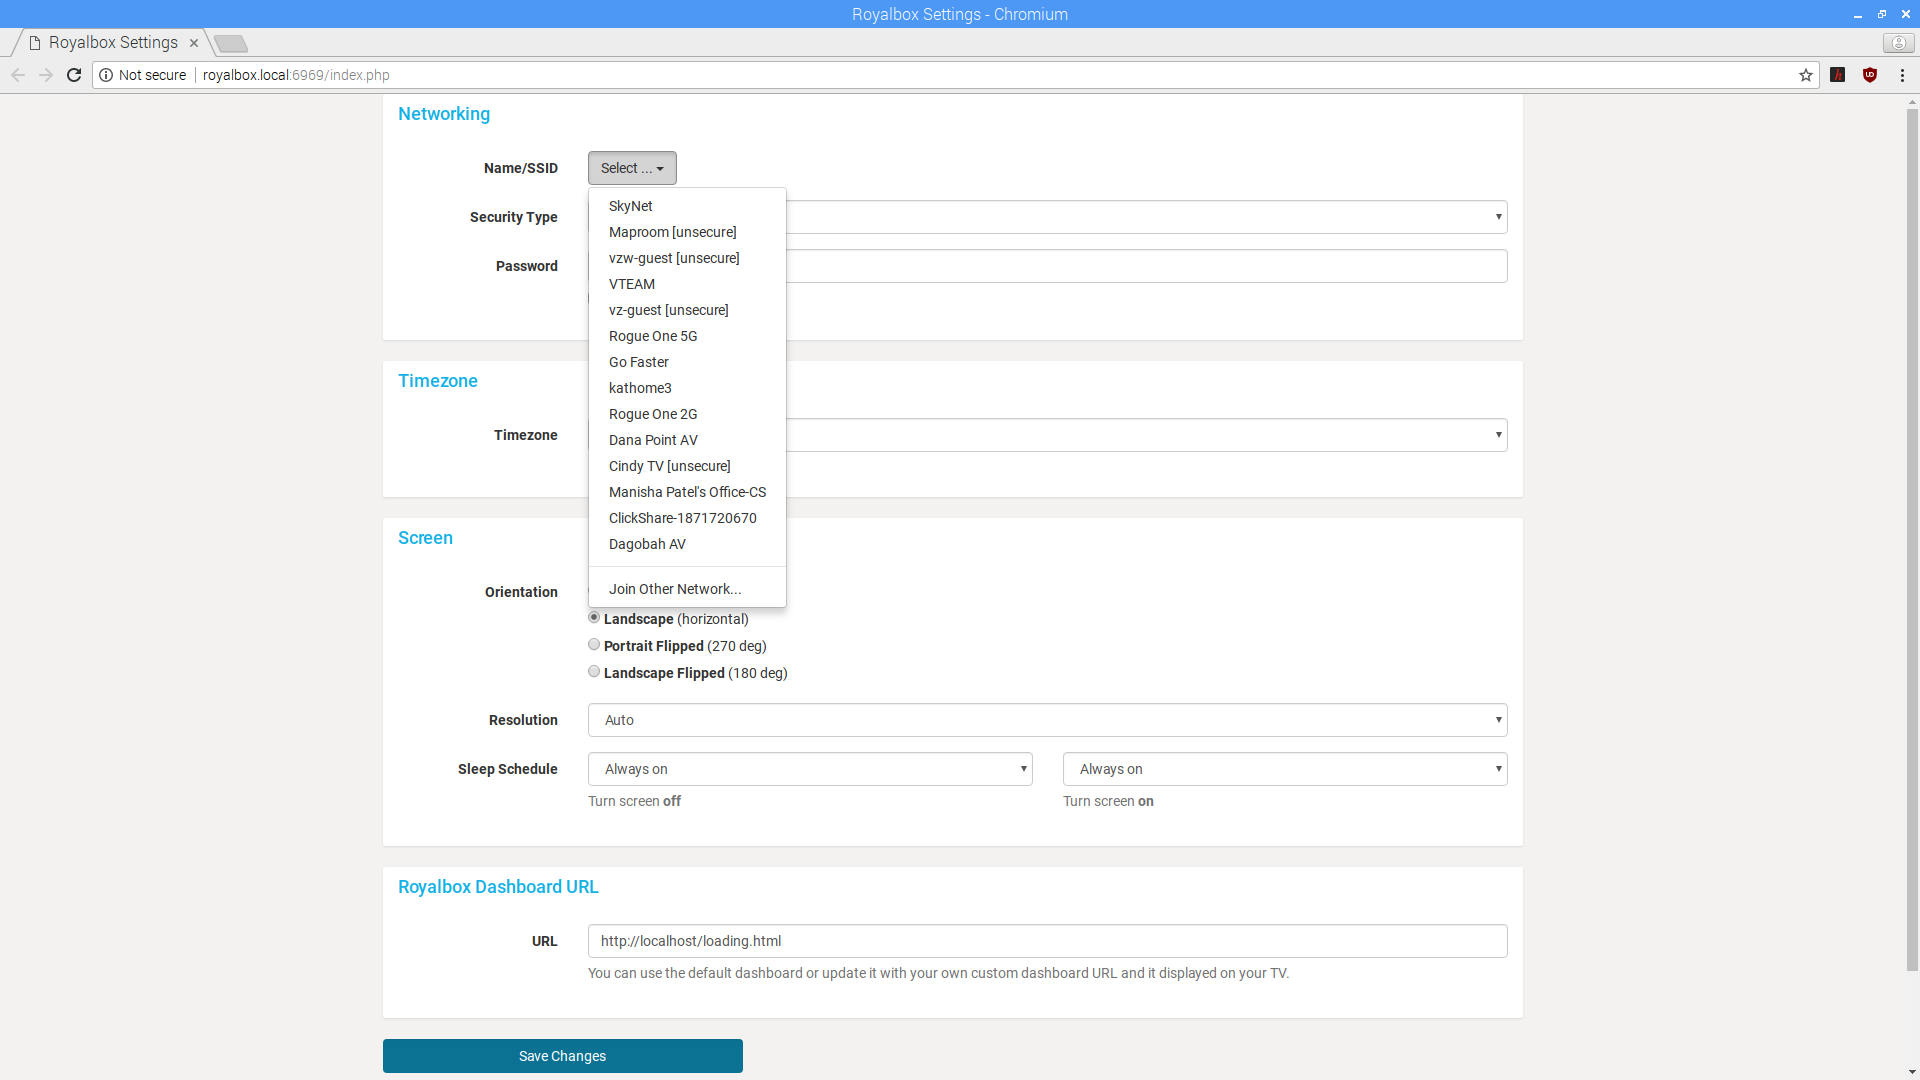 Royalbox Settings - Chromium
Royalbox Settings
Not secure royalbox.local:6969/index.php
Networking
Name/SSID Select ...
SkyNet
Security Type
Maproom [unsecure]
vzw-guest [unsecure]
Password
VTEAM
vz-guest [unsecure]
Rogue One 5G
Go Faster
Timezone
kathome3
Rogue One 2G
Timezone
Dana Point AV
Cindy TV [unsecure]
Manisha Patel's Office-CS
ClickShare-1871720670
Screen
Dagobah AV
Orientation
Join Other Network...
Landscape (horizontal)
Portrait Flipped (270 deg)
Landscape Flipped (180 deg)
Resolution Auto
Sleep Schedule Always on Always on
Turn screen off Turn screen on
Royalbox Dashboard URL
URL http://localhost/loading.html
You can use the default dashboard or update it with your own custom dashboard URL and it displayed on your TV.
Save Changes